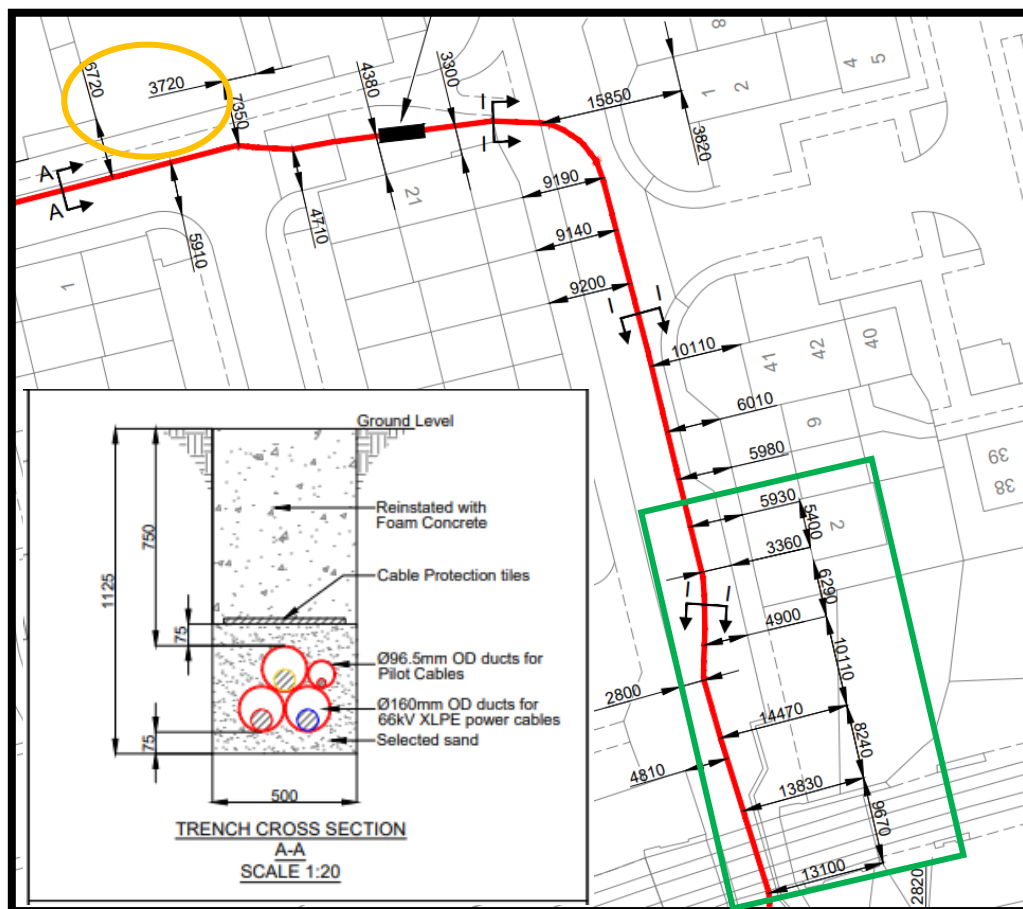 8
4
5
1
2
6720
3720
7350
4380
3300
I
I
15850
3820
A
A
21
9190
4710
5910
9140
1
9200
I
I
10110
41
42
40
6010
9
5980
39
38
5930
5400
2
3360
6290
I
I
4900
10110
2800
14470
8240
4810
13830
9670
13100
2820
Ground Level
Reinstated with
Foam Concrete
750
1125
Cable Protection tiles
75
Ø96.5mm OD ducts for
Pilot Cables
Ø160mm OD ducts for
66kV XLPE power cables
Selected sand
75
500
TRENCH CROSS SECTION
A-A
SCALE 1:20